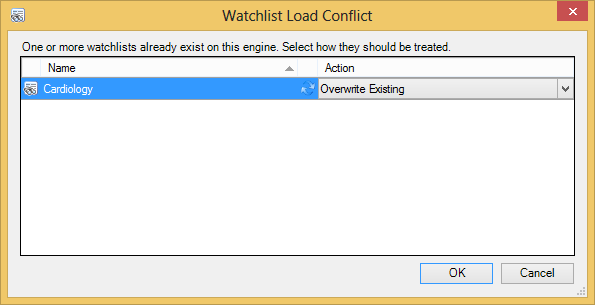 Watchlist Load Conflict
One or more watchlists already exist on this engine. Select how they should be treated.
Name Action
Cardiology Overwrite Existing
OK Cancel